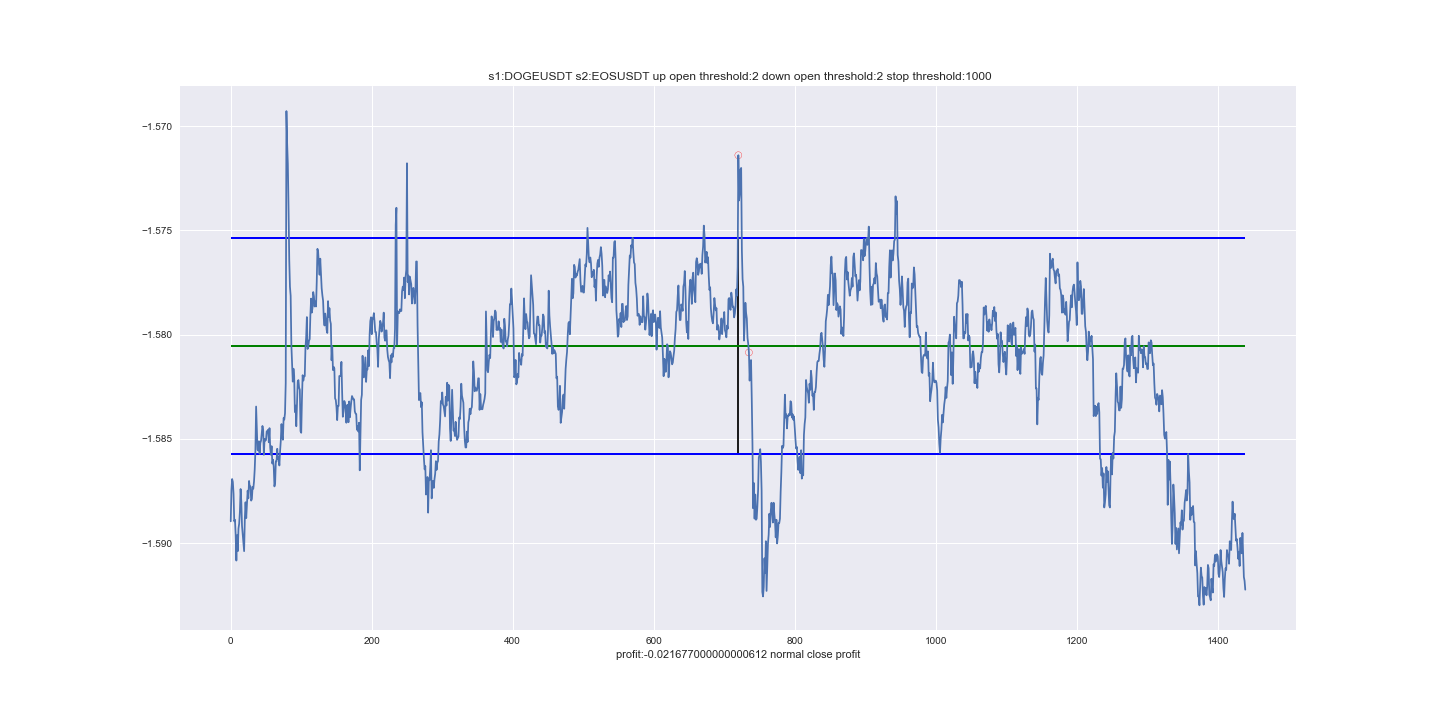 s1:DOGEUSDT s2:EOSUSDT up open threshold:2 down open threshold:2 stop threshold:1000
−1.570
−1.575
−1.580
−1.585
−1.590
0 200 400 600 800 1000 1200 1400
profit:-0.021677000000000612 normal close profit